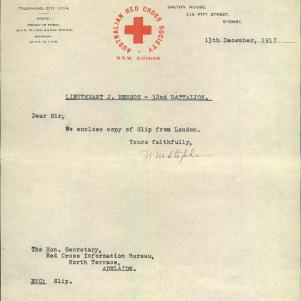 TELEPHONE CITY 1004.
AUSTRALIAN RED CROSS SOCIETY
N.S.W. DIVISION
DALTON HOUSE,
115 PITT STREET,
SYDNEY.
13th December, 1917
LIEUTENANT J. BENSON - 32nd BATTALION.
Dear Sir,
We enclose copy of Slip from London.
Yours faithfully,
The Hon. Secretary,
Red Cross Information Bureau,
North Terrace,
ADELAIDE.
ENC: Slip.